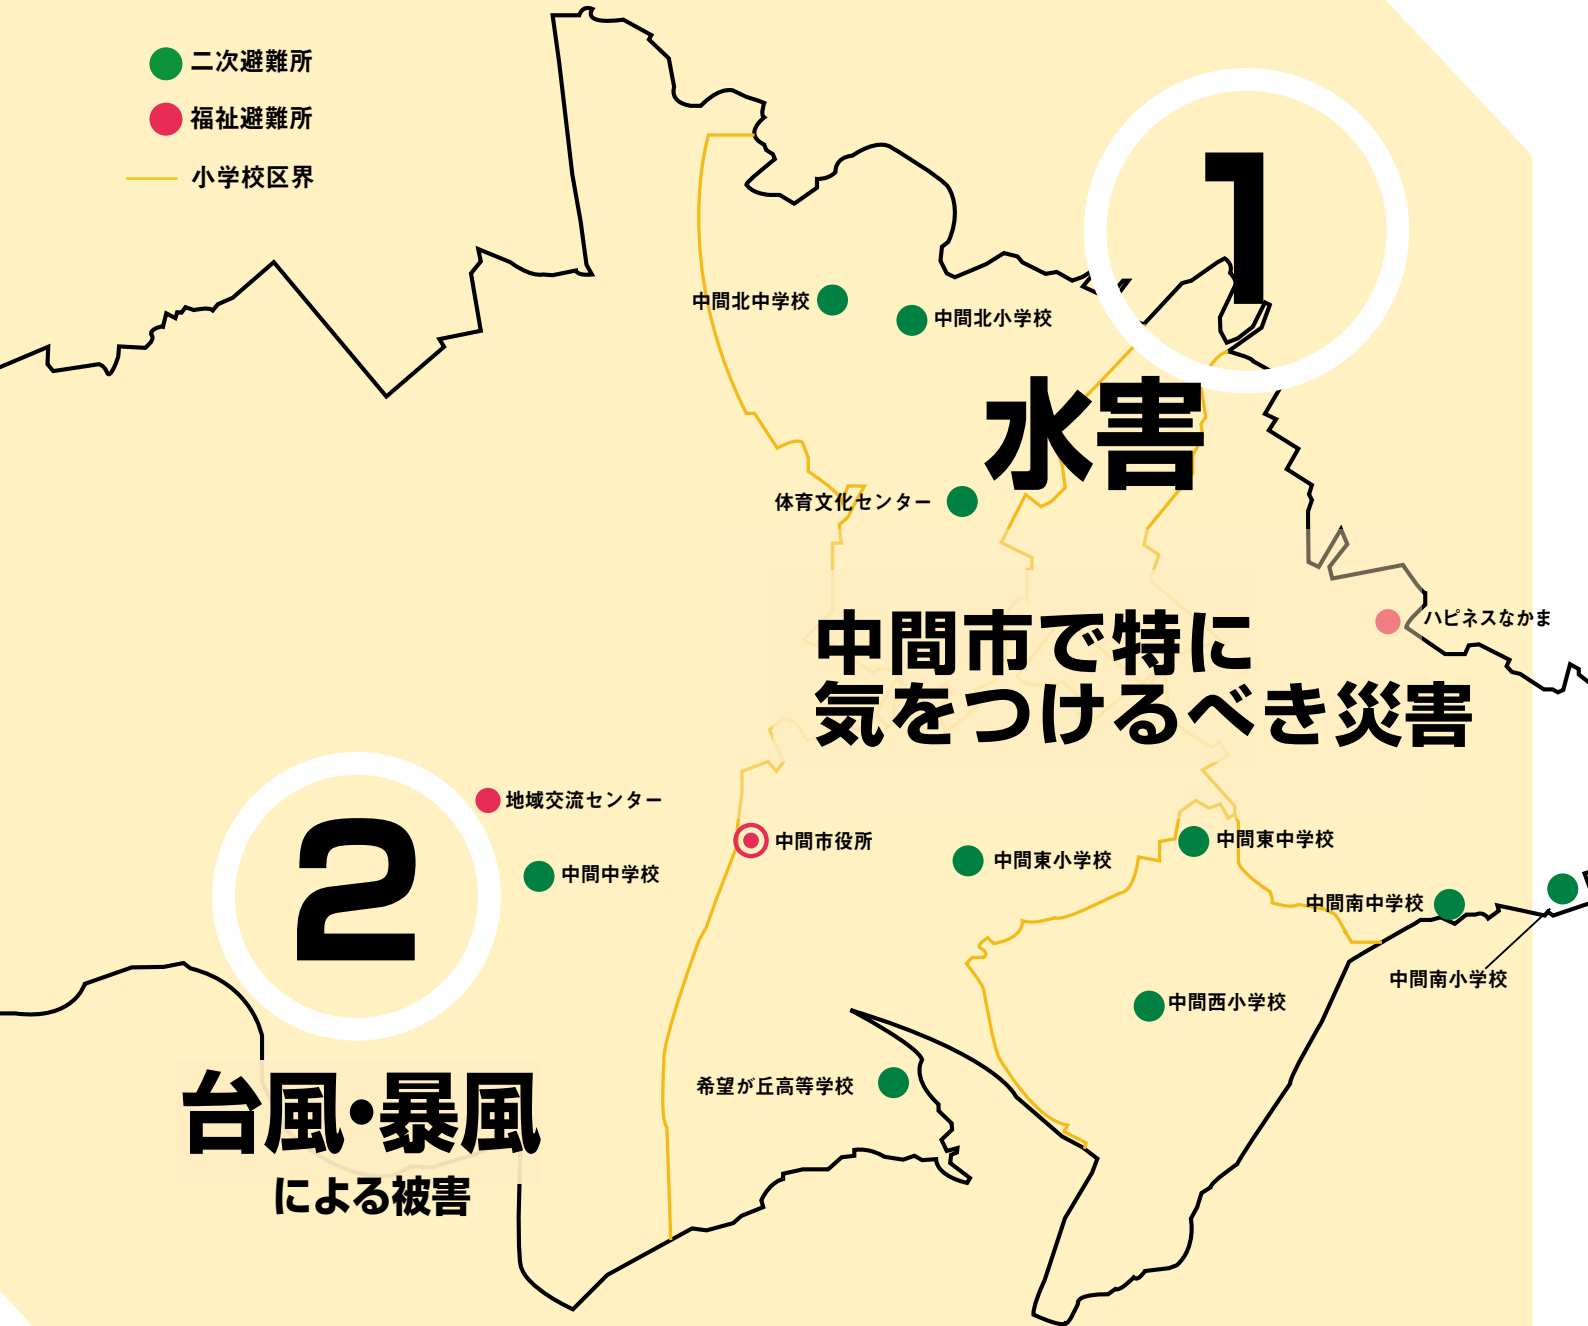 二次避難所
福祉避難所
小学校区界
1
水害
中間北中学校
中間北小学校
体育文化センター
中間市で特に
気をつけるべき災害
ハピネスなかま
2
台風・暴風
による被害
地域交流センター
中間中学校
中間市役所
中間東小学校
中間東中学校
中間南中学校
中間南小学校
中間西小学校
希望が丘高等学校